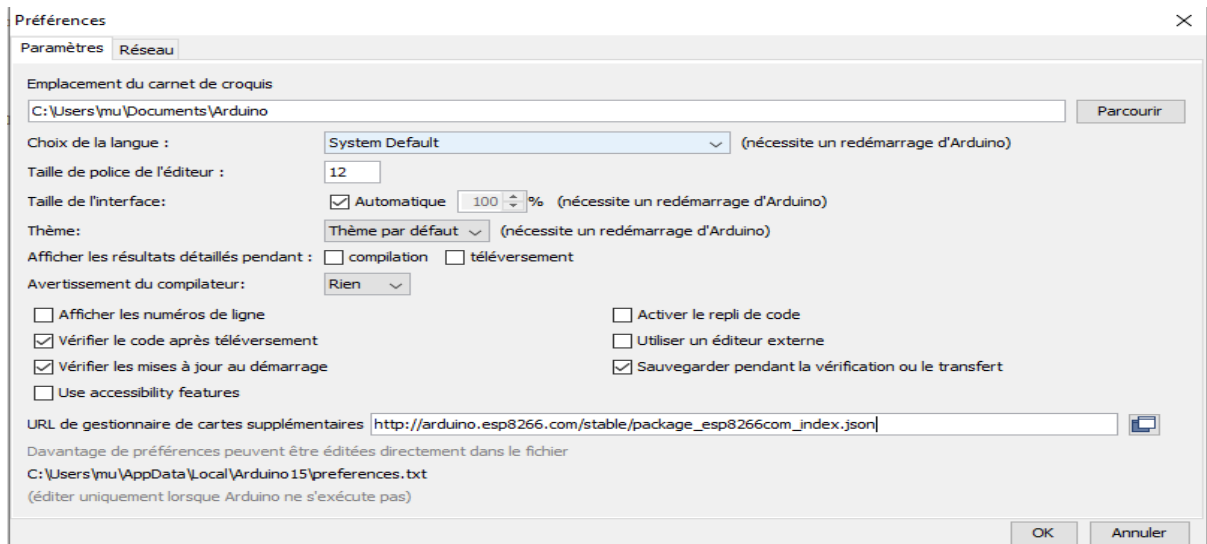 Préférences
Paramètres Réseau
Emplacement du carnet de croquis
C:\Users\mu\Documents\Arduino Parcourir
Choix de la langue : System Default (nécessite un redémarrage d'Arduino)
Taille de police de l'éditeur : 12
Taille de l'interface: Automatique 100 % (nécessite un redémarrage d'Arduino)
Thème: Thème par défaut (nécessite un redémarrage d'Arduino)
Afficher les résultats détaillés pendant : compilation téléversement
Avertissement du compilateur: Rien
Afficher les numéros de ligne Activer le repli de code
Vérifier le code après téléversement Utiliser un éditeur externe
Vérifier les mises à jour au démarrage Sauvegarder pendant la vérification ou le transfert
Use accessibility features
URL de gestionnaire de cartes supplémentaires http://arduino.esp8266.com/stable/package_esp8266com_index.json
Davantage de préférences peuvent être éditées directement dans le fichier
C:\Users\mu\AppData\Local\Arduino15\preferences.txt
(éditer uniquement lorsque Arduino ne s'exécute pas)
OK Annuler